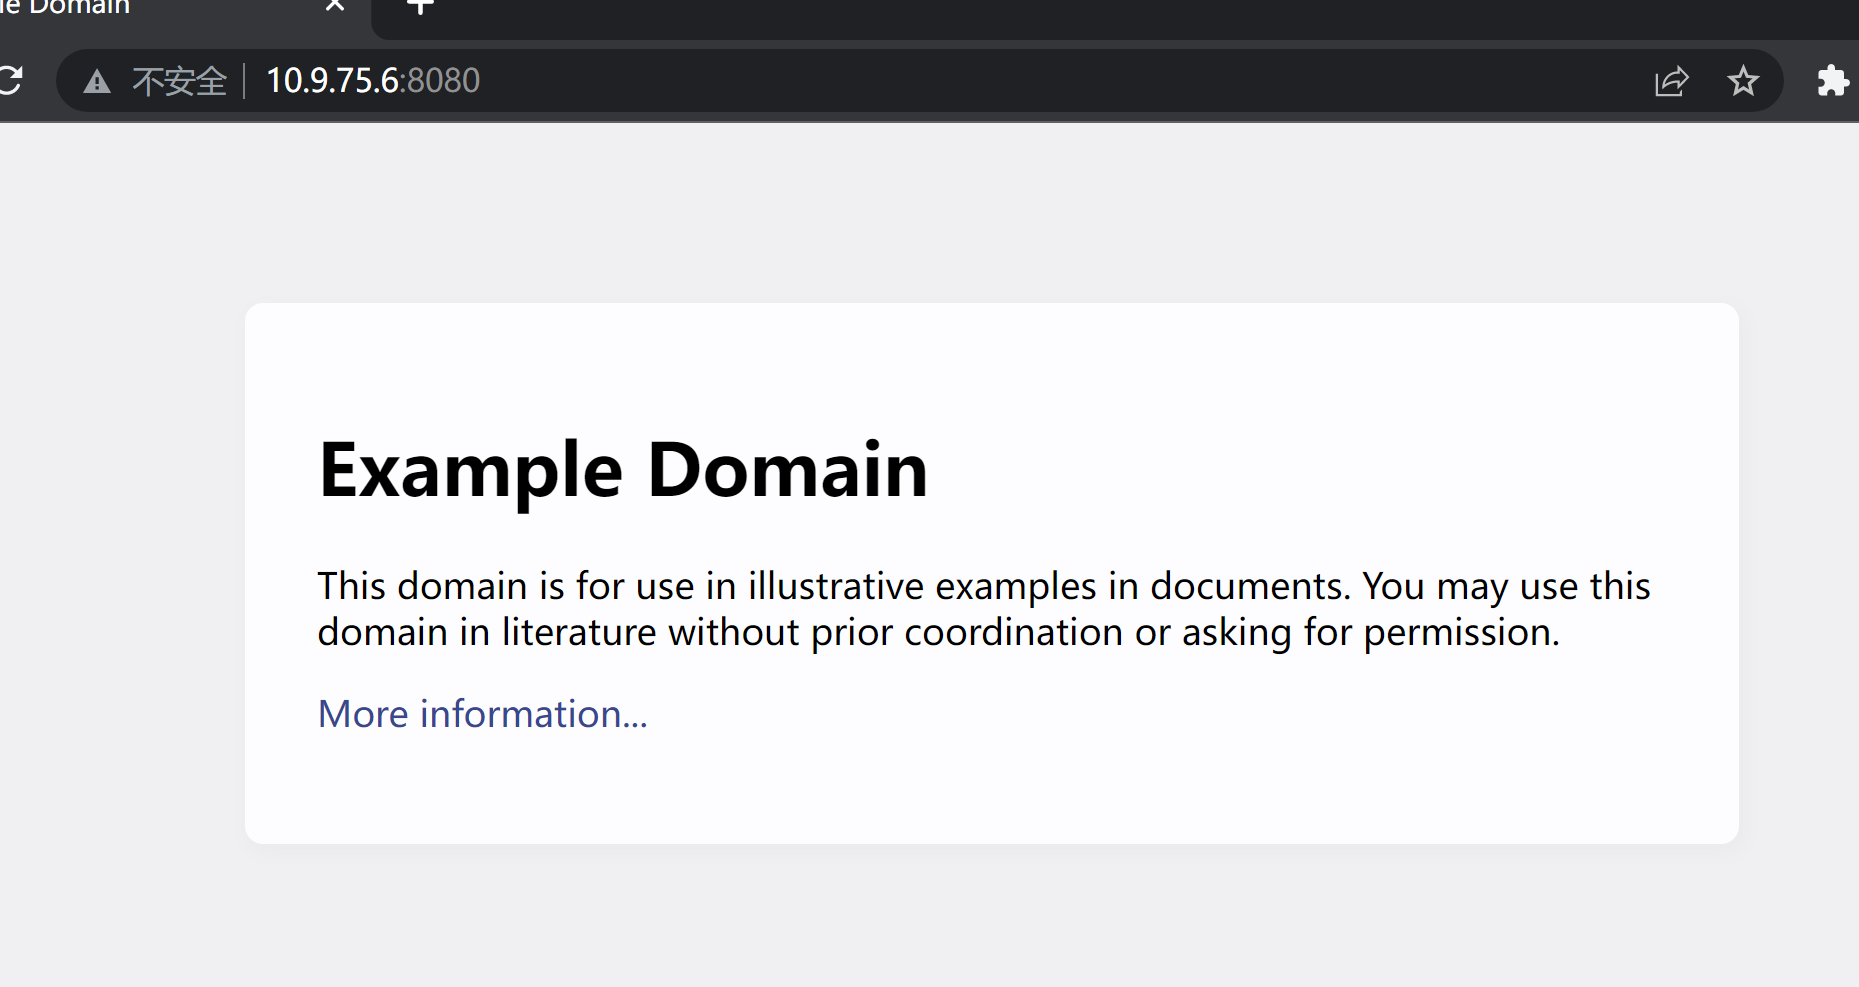 le Domain
不安全 10.9.75.6:8080
Example Domain
This domain is for use in illustrative examples in documents. You may use this
domain in literature without prior coordination or asking for permission.
More information...